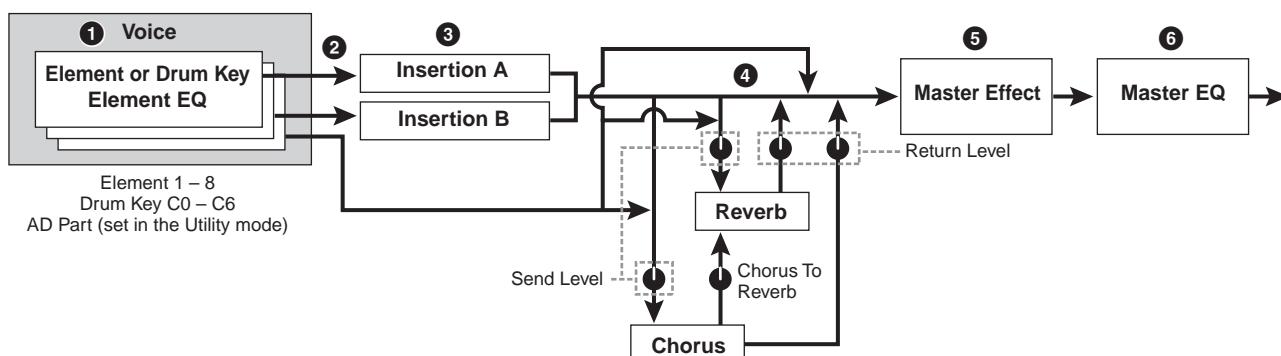 1 Voice
2
3
4
5
6
Element or Drum Key
Element EQ
Insertion A
Insertion B
Master Effect
Master EQ
Element 1 – 8
Drum Key C0 – C6
AD Part (set in the Utility mode)
Return Level
Reverb
Send Level
Chorus To
Reverb
Chorus